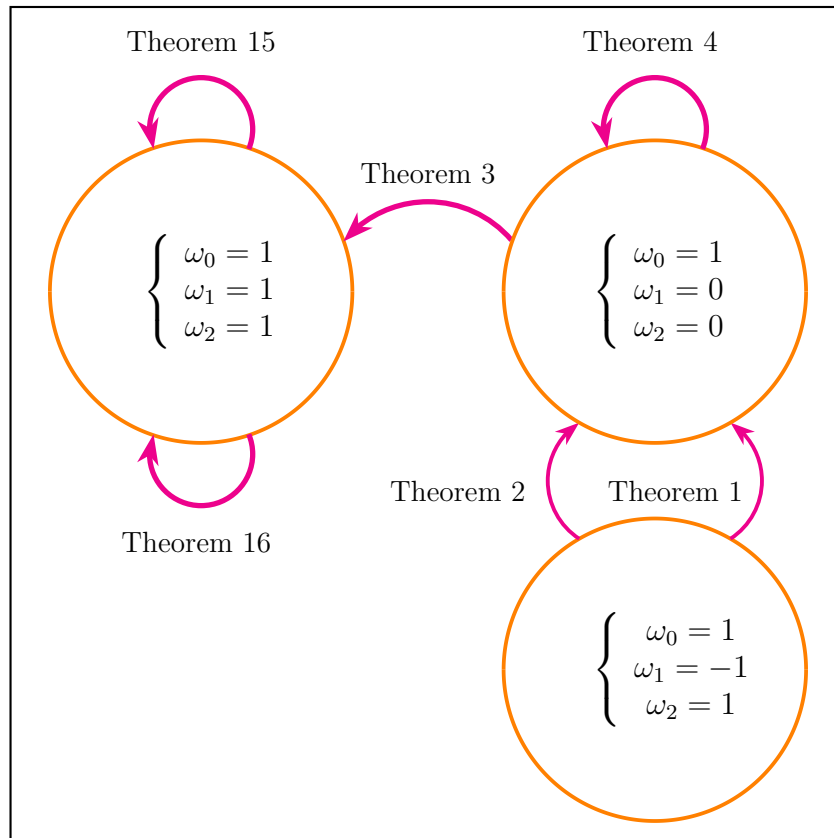 Theorem 15
Theorem 4
Theorem 3
ω₀ = 1
ω₁ = 1
ω₂ = 1
ω₀ = 1
ω₁ = 0
ω₂ = 0
Theorem 2
Theorem 1
Theorem 16
ω₀ = 1
ω₁ = −1
ω₂ = 1